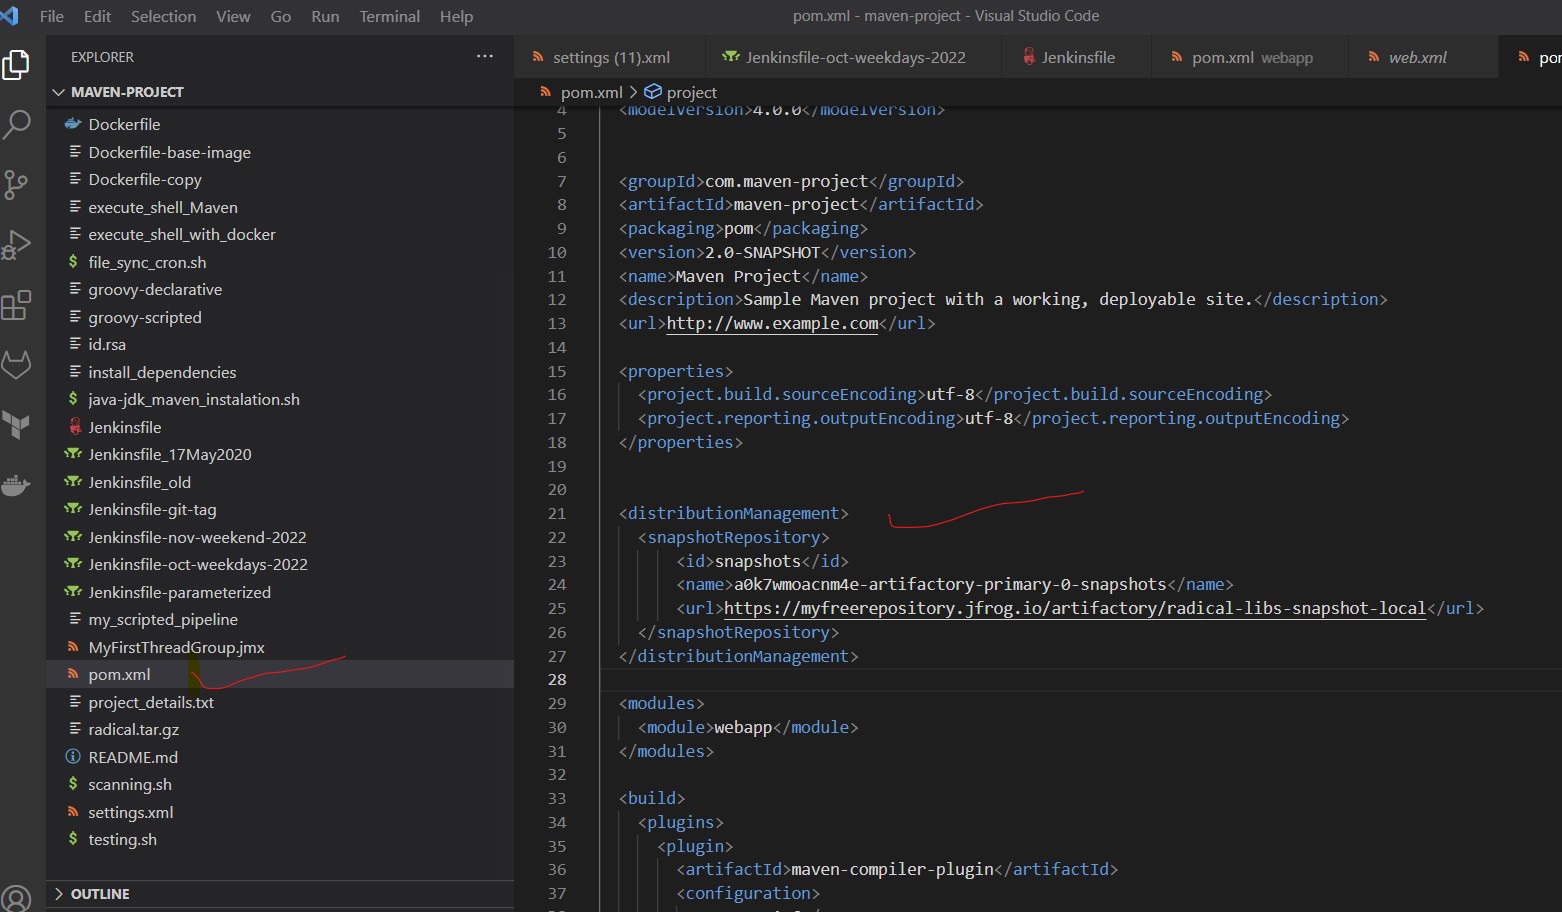 File Edit Selection View Go Run Terminal Help
pom.xml - maven-project - Visual Studio Code
EXPLORER ...
MAVEN-PROJECT
Dockerfile
Dockerfile-base-image
Dockerfile-copy
execute_shell_Maven
execute_shell_with_docker
$ file_sync_cron.sh
groovy-declarative
groovy-scripted
id.rsa
install_dependencies
$ java-jdk_maven_instalation.sh
Jenkinsfile
Jenkinsfile_17May2020
Jenkinsfile_old
Jenkinsfile-git-tag
Jenkinsfile-nov-weekend-2022
Jenkinsfile-oct-weekdays-2022
Jenkinsfile-parameterized
my_scripted_pipeline
MyFirstThreadGroup.jmx
pom.xml
project_details.txt
radical.tar.gz
README.md
$ scanning.sh
settings.xml
$ testing.sh
OUTLINE
settings (11).xml Jenkinsfile-oct-weekdays-2022 Jenkinsfile pom.xml webapp web.xml
pom.xml > project
4 <modelVersion>4.0.0</modelVersion>
5
6
7 <groupId>com.maven-project</groupId>
8 <artifactId>maven-project</artifactId>
9 <packaging>pom</packaging>
10 <version>2.0-SNAPSHOT</version>
11 <name>Maven Project</name>
12 <description>Sample Maven project with a working, deployable site.</description>
13 <url>http://www.example.com</url>
14
15 <properties>
16 <project.build.sourceEncoding>utf-8</project.build.sourceEncoding>
17 <project.reporting.outputEncoding>utf-8</project.reporting.outputEncoding>
18 </properties>
19
20
21 <distributionManagement>
22 <snapshotRepository>
23 <id>snapshots</id>
24 <name>a0k7wmoacnm4e-artifactory-primary-0-snapshots</name>
25 <url>https://myfreerepository.jfrog.io/artifactory/radical-libs-snapshot-local</url>
26 </snapshotRepository>
27 </distributionManagement>
28
29 <modules>
30 <module>webapp</module>
31 </modules>
32
33 <build>
34 <plugins>
35 <plugin>
36 <artifactId>maven-compiler-plugin</artifactId>
37 <configuration>